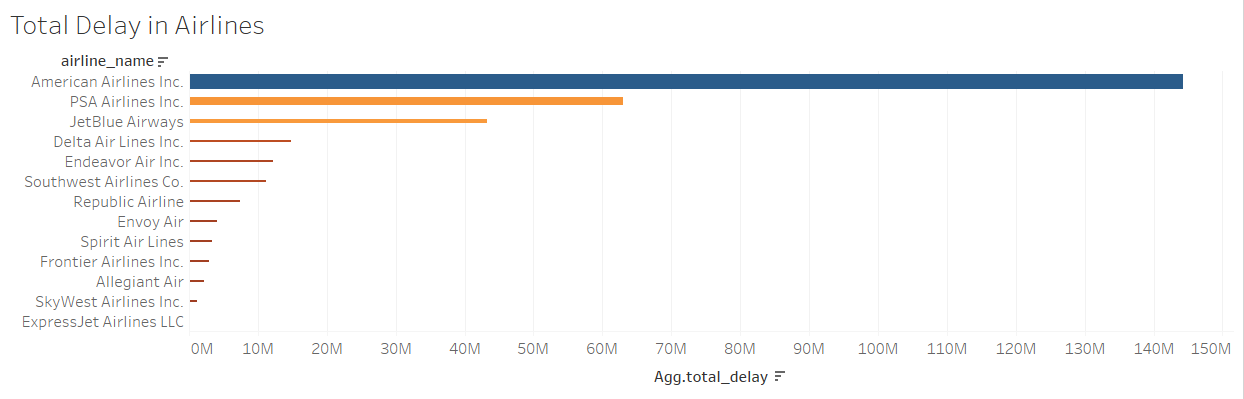 Total Delay in Airlines
airline_name
American Airlines Inc.
PSA Airlines Inc.
JetBlue Airways
Delta Air Lines Inc.
Endeavor Air Inc.
Southwest Airlines Co.
Republic Airline
Envoy Air
Spirit Air Lines
Frontier Airlines Inc.
Allegiant Air
SkyWest Airlines Inc.
ExpressJet Airlines LLC
0M 10M 20M 30M 40M 50M 60M 70M 80M 90M 100M 110M 120M 130M 140M 150M
Agg.total_delay